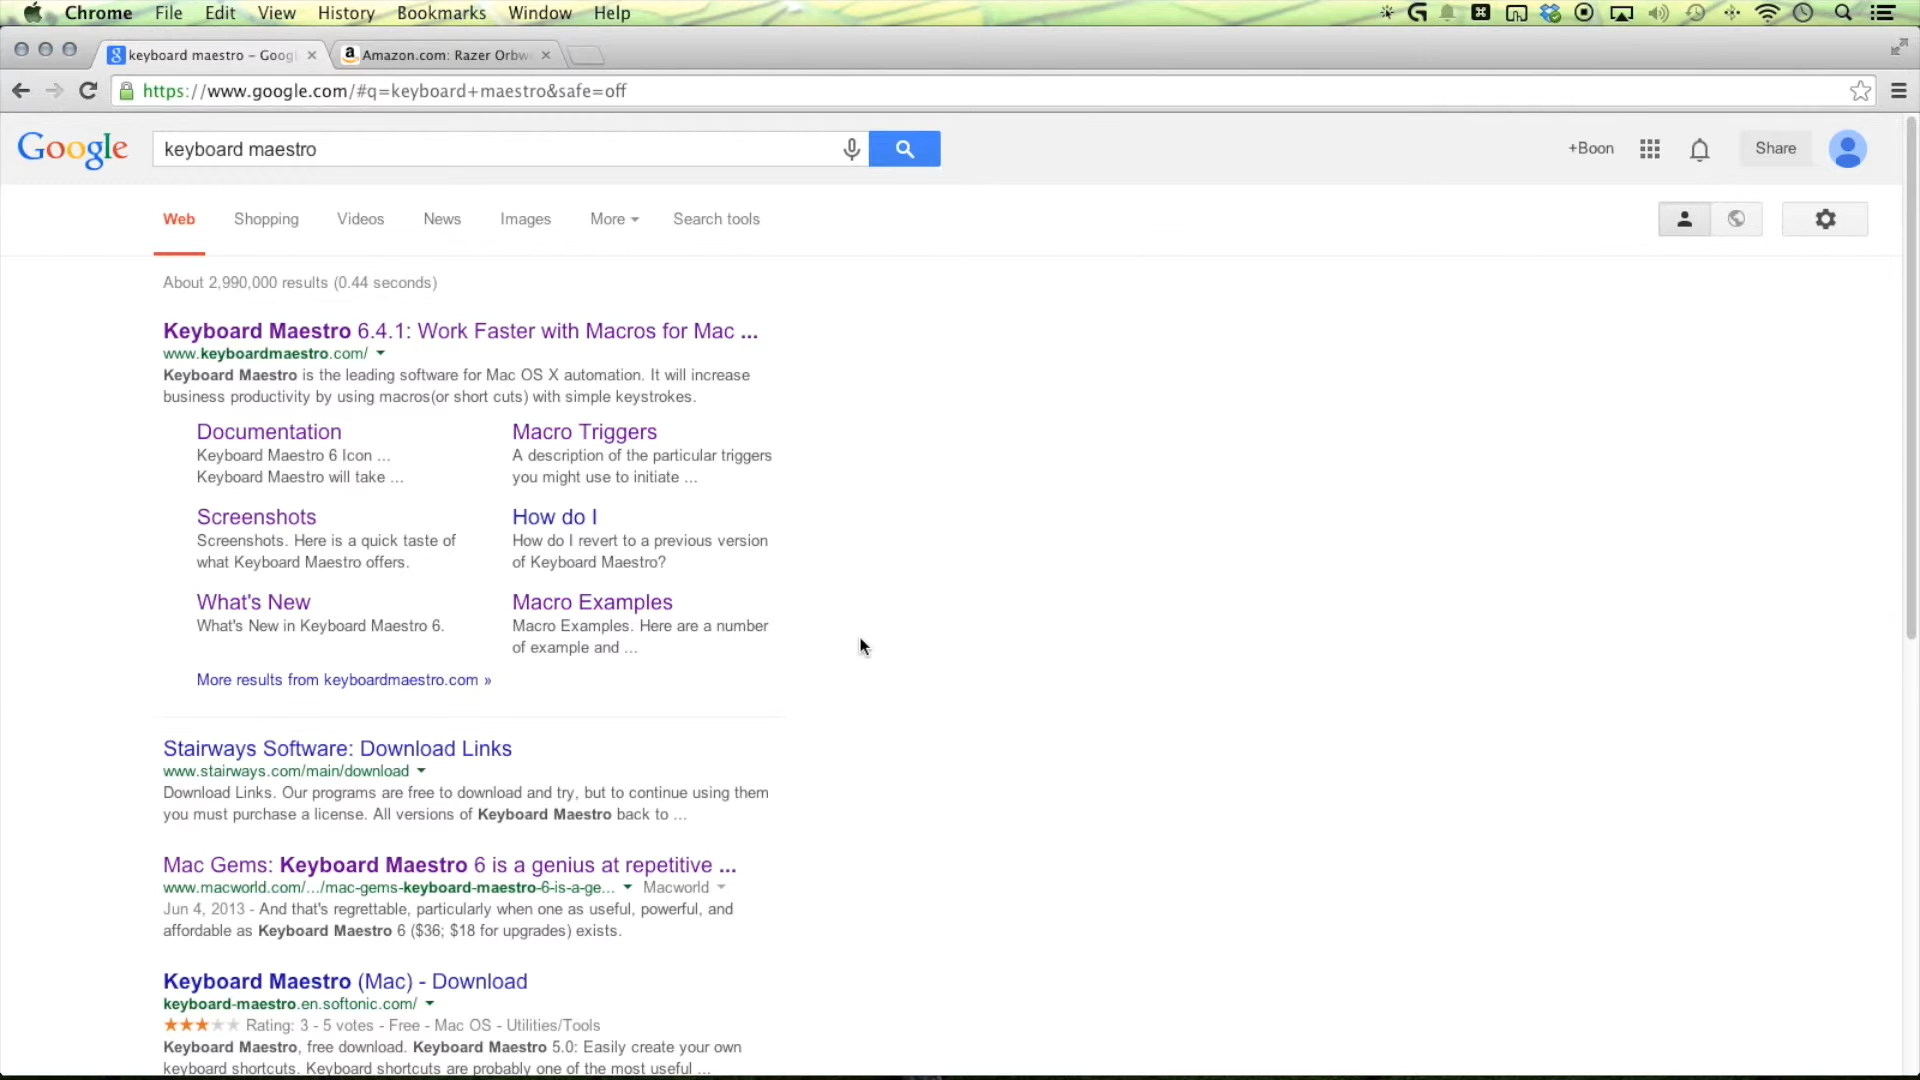 Chrome File Edit View History Bookmarks Window Help
keyboard maestro – Googl
Amazon.com: Razer Orbw
https://www.google.com/#q=keyboard+maestro&safe=off
Google
keyboard maestro
+Boon
Share
Web Shopping Videos News Images More Search tools
About 2,990,000 results (0.44 seconds)
Keyboard Maestro 6.4.1: Work Faster with Macros for Mac ...
www.keyboardmaestro.com/
Keyboard Maestro is the leading software for Mac OS X automation. It will increase
business productivity by using macros(or short cuts) with simple keystrokes.
Documentation
Keyboard Maestro 6 Icon ...
Keyboard Maestro will take ...
Macro Triggers
A description of the particular triggers
you might use to initiate ...
Screenshots
Screenshots. Here is a quick taste of
what Keyboard Maestro offers.
How do I
How do I revert to a previous version
of Keyboard Maestro?
What's New
What's New in Keyboard Maestro 6.
Macro Examples
Macro Examples. Here are a number
of example and ...
More results from keyboardmaestro.com »
Stairways Software: Download Links
www.stairways.com/main/download
Download Links. Our programs are free to download and try, but to continue using them
you must purchase a license. All versions of Keyboard Maestro back to ...
Mac Gems: Keyboard Maestro 6 is a genius at repetitive ...
www.macworld.com/.../mac-gems-keyboard-maestro-6-is-a-ge... Macworld
Jun 4, 2013 - And that's regrettable, particularly when one as useful, powerful, and
affordable as Keyboard Maestro 6 ($36; $18 for upgrades) exists.
Keyboard Maestro (Mac) - Download
keyboard-maestro.en.softonic.com/
Rating: 3 - 5 votes - Free - Mac OS - Utilities/Tools
Keyboard Maestro, free download. Keyboard Maestro 5.0: Easily create your own
keyboard shortcuts. Keyboard shortcuts are probably one of the most useful ...